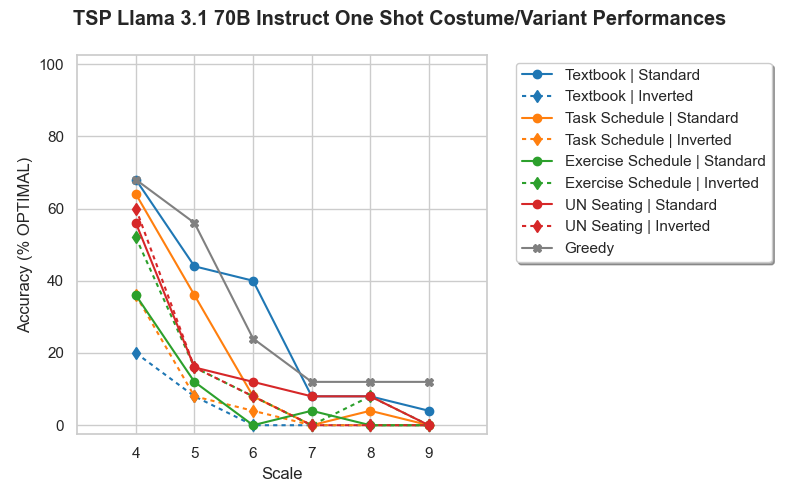 TSP Llama 3.1 70B Instruct One Shot Costume/Variant Performances
100
80
60
40
20
0
Accuracy (% OPTIMAL)
4 5 6 7 8 9
Scale
Textbook | Standard
Textbook | Inverted
Task Schedule | Standard
Task Schedule | Inverted
Exercise Schedule | Standard
Exercise Schedule | Inverted
UN Seating | Standard
UN Seating | Inverted
Greedy